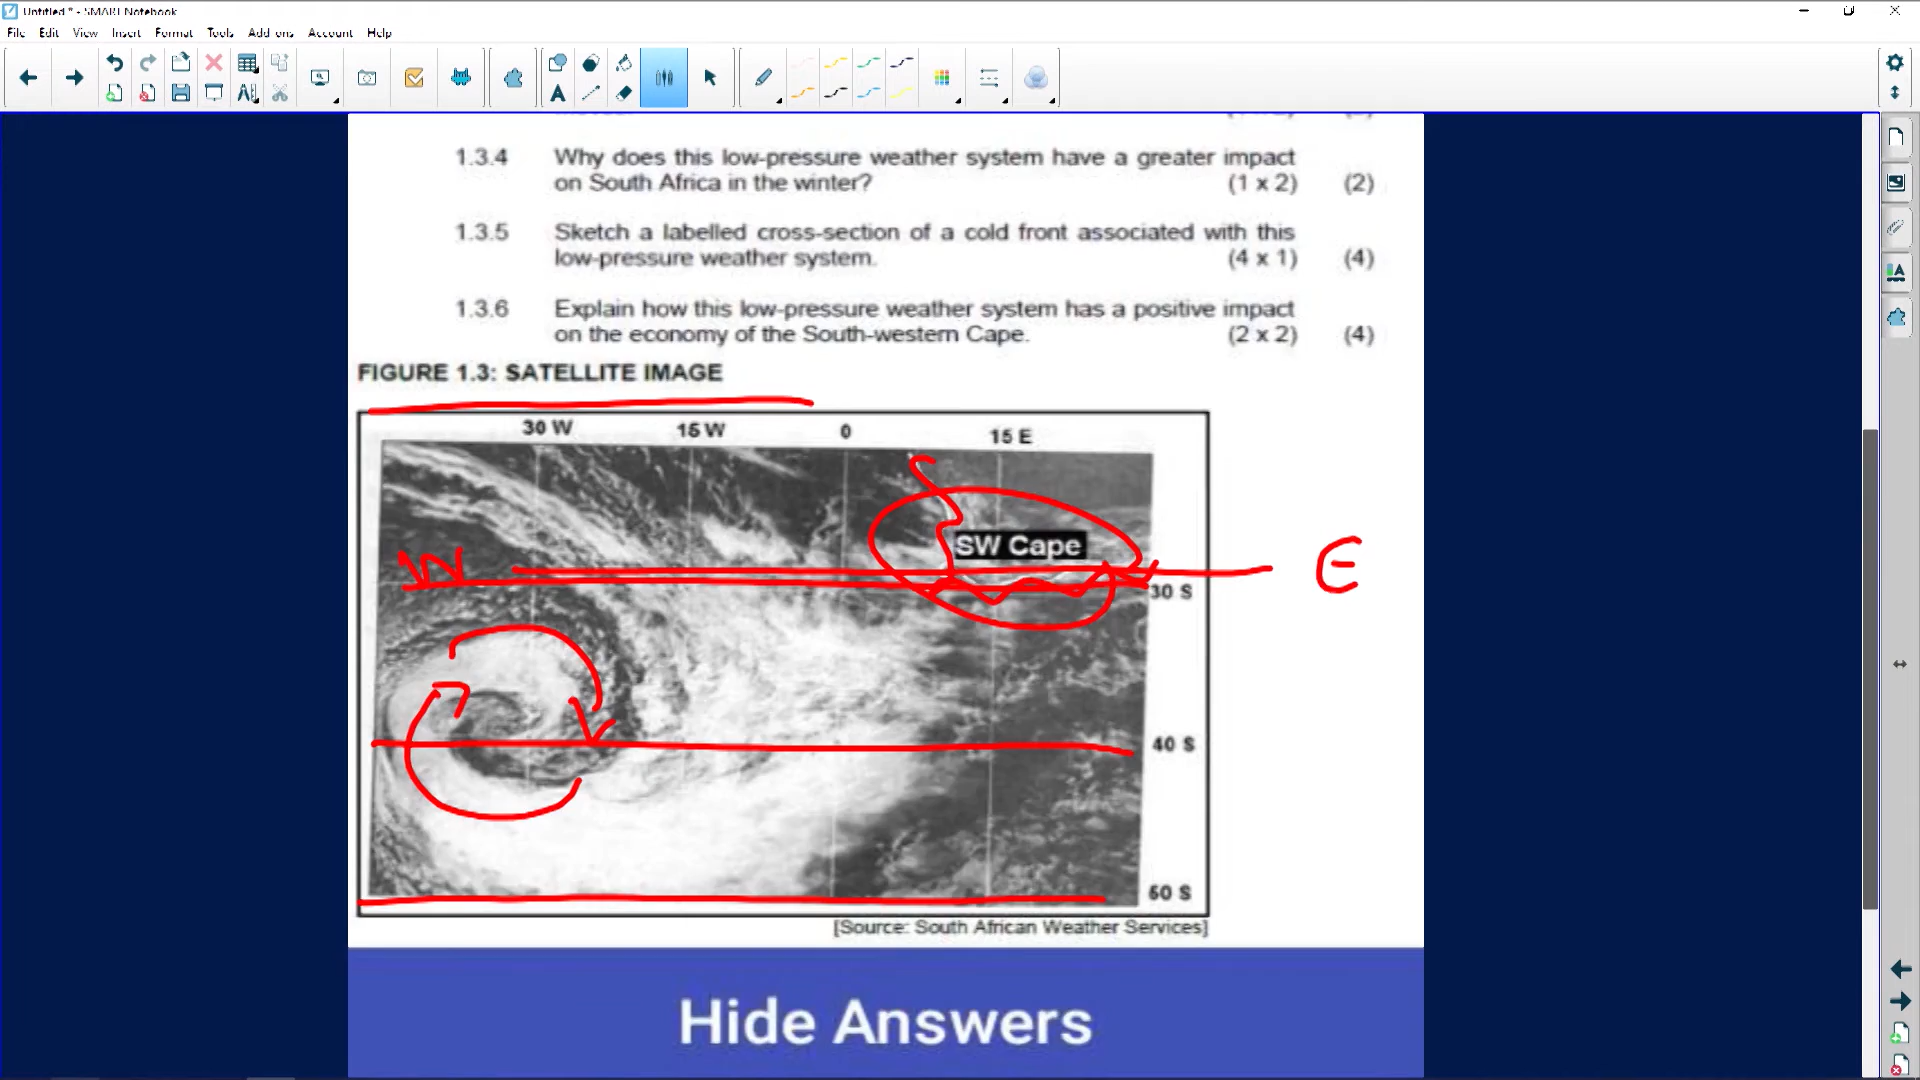 Untitled * - SMART Notebook
File Edit View Insert Format Tools Add-ons Account Help
1.3.4 Why does this low-pressure weather system have a greater impact
on South Africa in the winter? (1 x 2) (2)
1.3.5 Sketch a labelled cross-section of a cold front associated with this
low-pressure weather system. (4 x 1) (4)
1.3.6 Explain how this low-pressure weather system has a positive impact
on the economy of the South-western Cape. (2 x 2) (4)
FIGURE 1.3: SATELLITE IMAGE
30 W 15 W 0 15 E
SW Cape
W E
30 S
40 S
50 S
[Source: South African Weather Services]
Hide Answers